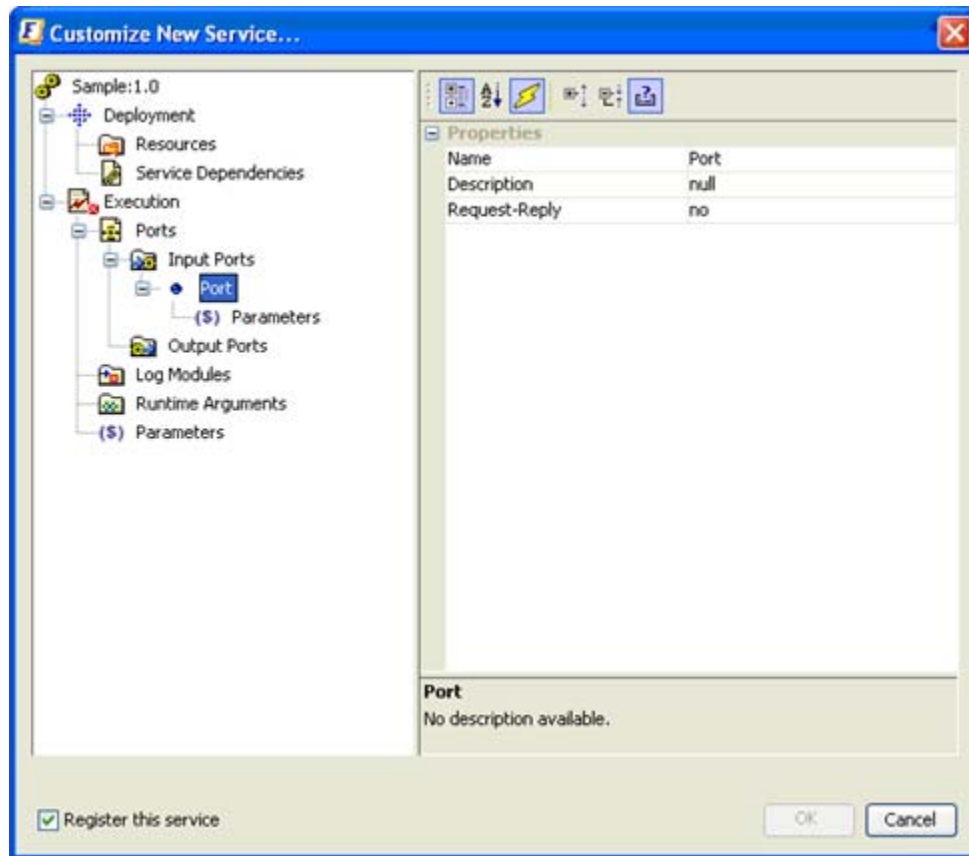 Customize New Service...
Sample:1.0
Deployment
Resources
Service Dependencies
Execution
Ports
Input Ports
Port
($) Parameters
Output Ports
Log Modules
Runtime Arguments
($) Parameters
Properties
Name Port
Description null
Request-Reply no
Port
No description available.
Register this service
OK
Cancel